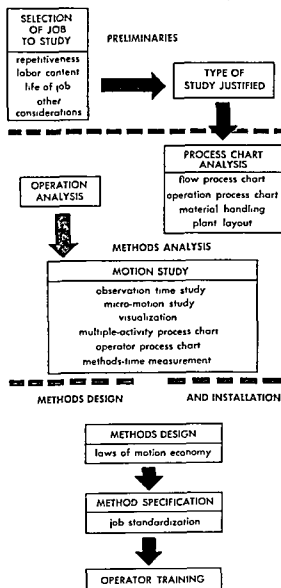 SELECTION
OF JOB
TO STUDY
repetitiveness
labor content
life of job
other
considerations
PRELIMINARIES
TYPE OF
STUDY JUSTIFIED
PROCESS CHART
ANALYSIS
flow process chart
operation process chart
material handling
plant layout
OPERATION
ANALYSIS
METHODS ANALYSIS
MOTION STUDY
observation time study
micro-motion study
visualization
multiple-activity process chart
operator process chart
methods-time measurement
METHODS DESIGN AND INSTALLATION
METHODS DESIGN
laws of motion economy
METHOD SPECIFICATION
job standardization
OPERATOR TRAINING